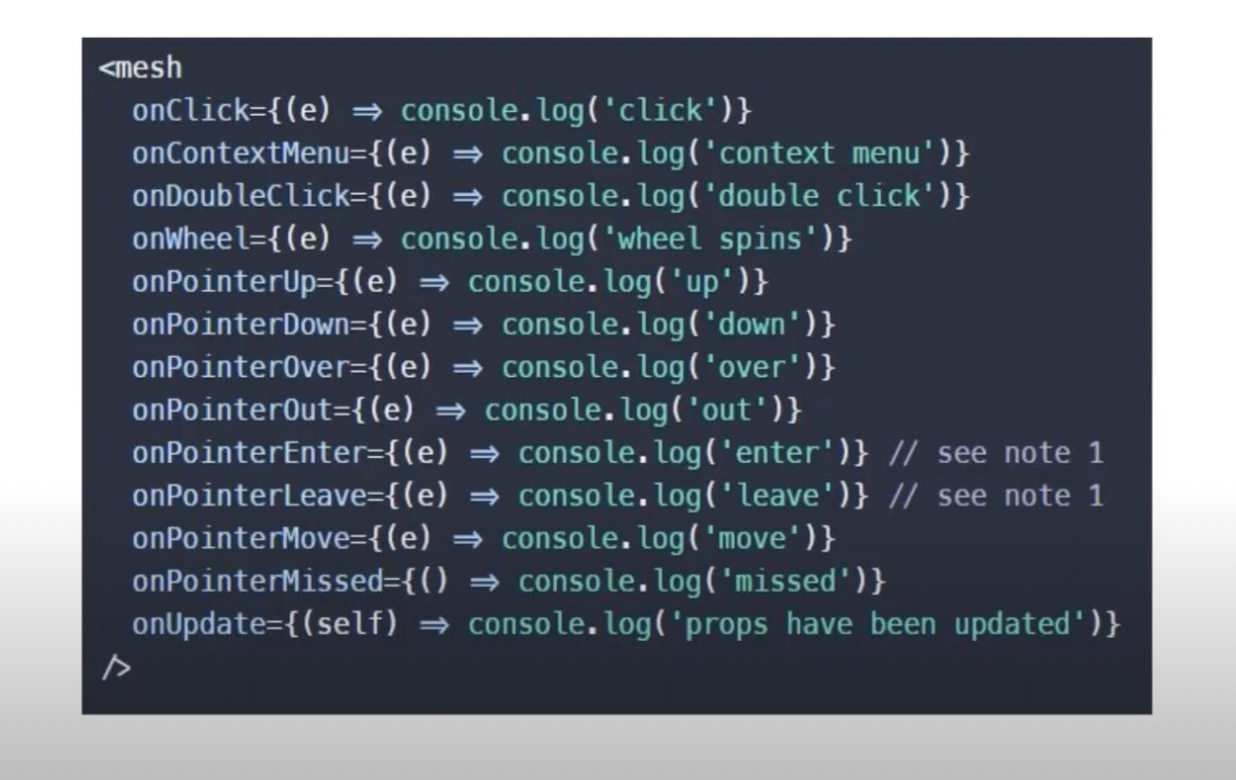 <mesh
onClick={(e) => console.log('click')}
onContextMenu={(e) => console.log('context menu')}
onDoubleClick={(e) => console.log('double click')}
onWheel={(e) => console.log('wheel spins')}
onPointerUp={(e) => console.log('up')}
onPointerDown={(e) => console.log('down')}
onPointerOver={(e) => console.log('over')}
onPointerOut={(e) => console.log('out')}
onPointerEnter={(e) => console.log('enter')} // see note 1
onPointerLeave={(e) => console.log('leave')} // see note 1
onPointerMove={(e) => console.log('move')}
onPointerMissed={() => console.log('missed')}
onUpdate={(self) => console.log('props have been updated')}
/>